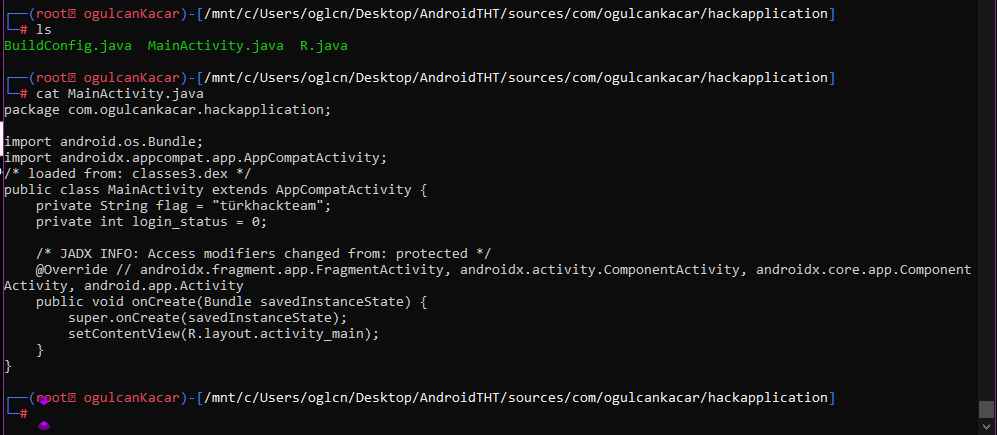 ┌──(root㉿ ogulcanKacar)-[/mnt/c/Users/oglcn/Desktop/AndroidTHT/sources/com/ogulcankacar/hackapplication]
└─# ls
BuildConfig.java  MainActivity.java  R.java
┌──(root㉿ ogulcanKacar)-[/mnt/c/Users/oglcn/Desktop/AndroidTHT/sources/com/ogulcankacar/hackapplication]
└─# cat MainActivity.java
package com.ogulcankacar.hackapplication;
import android.os.Bundle;
import androidx.appcompat.app.AppCompatActivity;
/* loaded from: classes3.dex */
public class MainActivity extends AppCompatActivity {
    private String flag = "türkhackteam";
    private int login_status = 0;
    /* JADX INFO: Access modifiers changed from: protected */
    @Override // androidx.fragment.app.FragmentActivity, androidx.activity.ComponentActivity, androidx.core.app.Component
Activity, android.app.Activity
    public void onCreate(Bundle savedInstanceState) {
        super.onCreate(savedInstanceState);
        setContentView(R.layout.activity_main);
    }
}
┌──(root㉿ ogulcanKacar)-[/mnt/c/Users/oglcn/Desktop/AndroidTHT/sources/com/ogulcankacar/hackapplication]
└─#